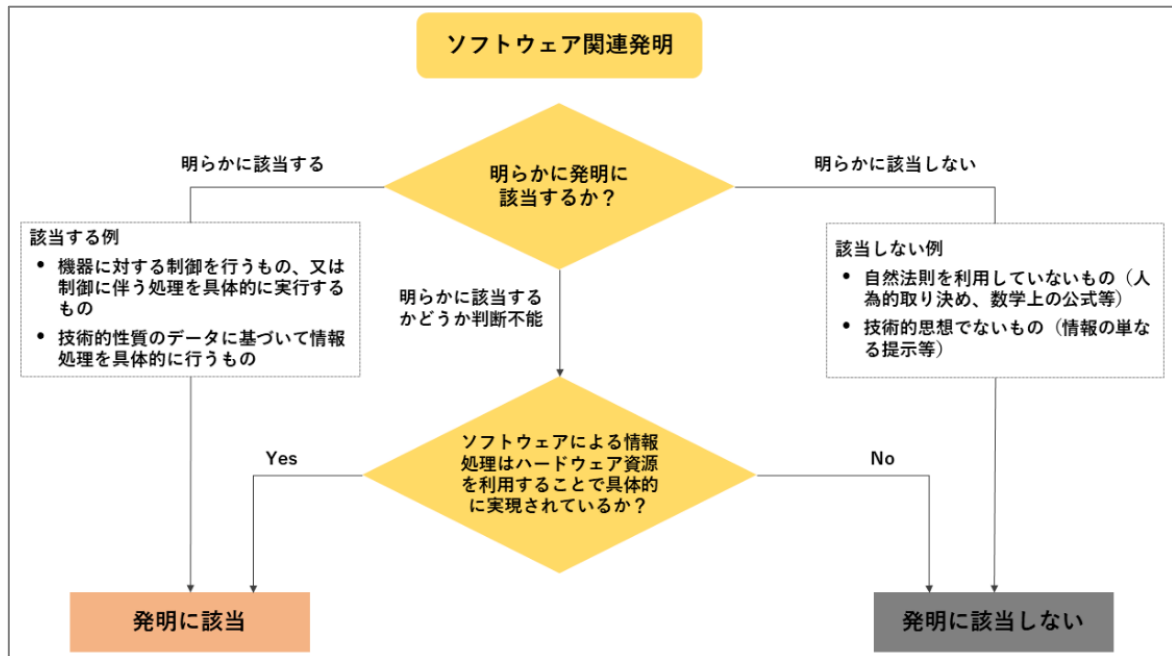 ソフトウェア関連発明
明らかに発明に
該当するか?
明らかに該当する
明らかに該当しない
該当する例
• 機器に対する制御を行うもの、又は
制御に伴う処理を具体的に実行する
もの
• 技術的性質のデータに基づいて情報
処理を具体的に行うもの
明らかに該当する
かどうか判断不能
該当しない例
• 自然法則を利用していないもの(人
為的取り決め、数学上の公式等)
• 技術的思想でないもの(情報の単な
る提示等)
ソフトウェアによる情報
処理はハードウェア資源
を利用することで具体的
に実現されているか?
Yes
No
発明に該当
発明に該当しない